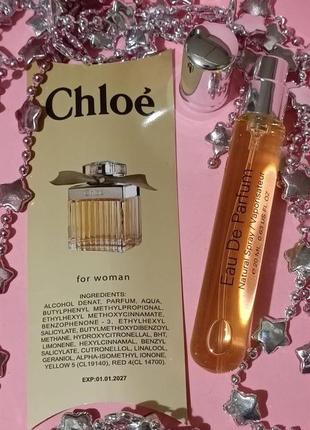 Chloé
for woman
INGREDIENTS:
ALCOHOL DENAT, PARFUM, AQUA,
BUTYLPHENYL METHYLPROPIONAL,
ETHYLHEXYL METHOXYCINNAMATE,
BENZOPHENONE - 3, ETHYLHEXYL
SALICYLATE, BUTYLMETHOXYDIBENZOYL
METHANE, HYDROXYCITRONELLAL, BHT,
LIMONENE, HEXYLCINNAMAL, BENZYL
SALICYLATE, CUTRONELLOL, LINALOOL,
GERANIOL, ALPHA-ISOMETHYL IONONE,
YELLOW 5 (CL19140), RED 4(CL 14700).
EXP:01.01.2027
Eau De Parfum
Natural Spray / Vaporisateur